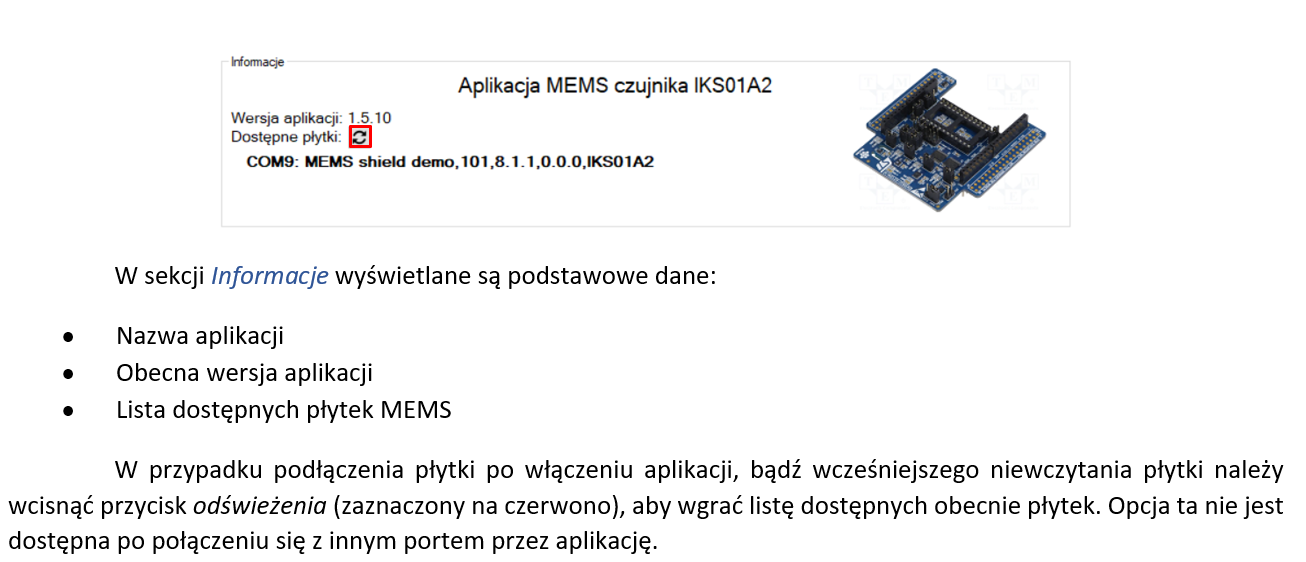 Informacje
Aplikacja MEMS czujnika IKS01A2
Wersja aplikacji: 1.5.10
Dostępne płytki:
COM9: MEMS shield demo,101,8.1.1,0.0.0,IKS01A2
W sekcji Informacje wyświetlane są podstawowe dane:
• Nazwa aplikacji
• Obecna wersja aplikacji
• Lista dostępnych płytek MEMS
W przypadku podłączenia płytki po włączeniu aplikacji, bądź wcześniejszego niewczytania płytki należy
wcisnąć przycisk odświeżenia (zaznaczony na czerwono), aby wgrać listę dostępnych obecnie płytek. Opcja ta nie jest
dostępna po połączeniu się z innym portem przez aplikację.